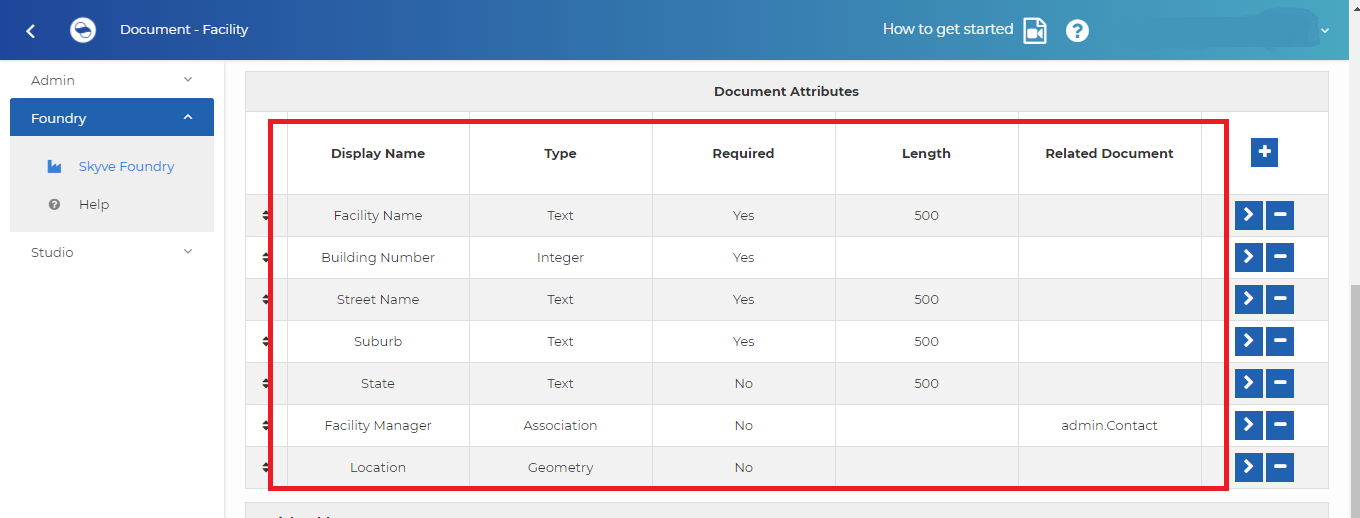 Document - Facility
How to get started
Admin
Foundry
Skyve Foundry
Help
Studio
Document Attributes
Display Name Type Required Length Related Document
Facility Name Text Yes 500
Building Number Integer Yes
Street Name Text Yes 500
Suburb Text Yes 500
State Text No 500
Facility Manager Association No admin.Contact
Location Geometry No